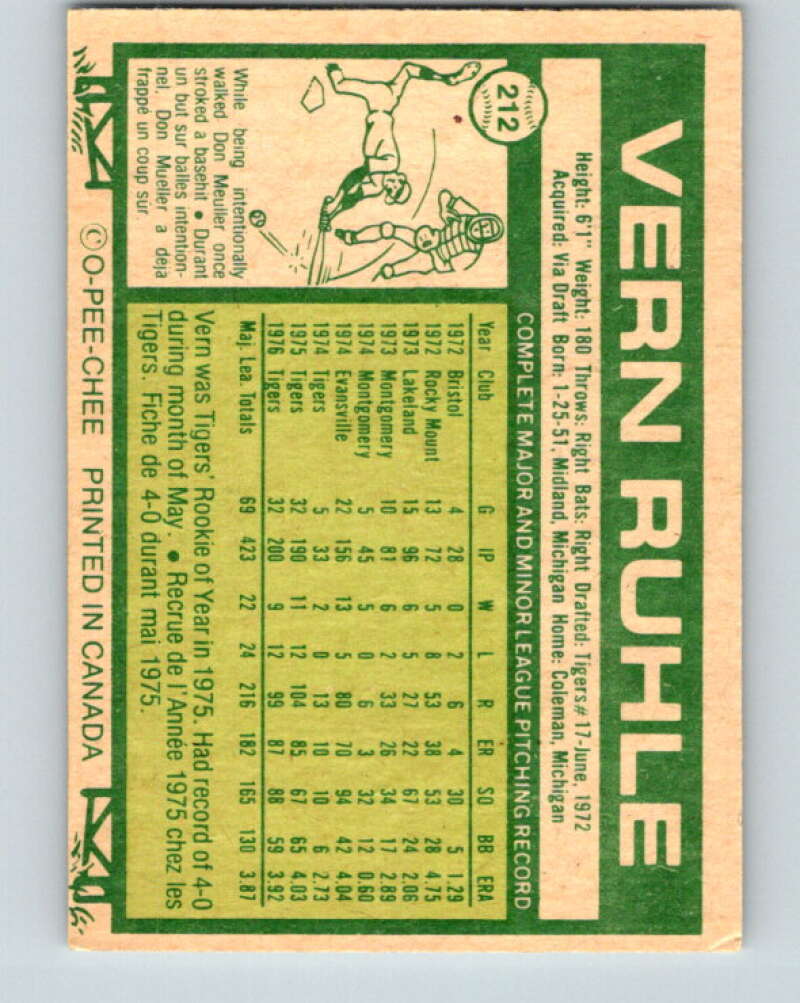 212
VERN RUHLE
Height: 6'1" Weight: 180 Throws: Right Bats: Right Drafted: Tigers# 17-June, 1972
Acquired: Via Draft Born: 1-25-51, Midland, Michigan Home: Coleman, Michigan
COMPLETE MAJOR AND MINOR LEAGUE PITCHING RECORD
Year Club G IP W L R ER SO BB ERA
1972 Bristol 4 28 0 2 6 4 30 5 1.29
1972 Rocky Mount 13 72 5 8 53 38 53 28 4.75
1973 Lakeland 15 96 6 5 27 22 67 24 2.06
1973 Montgomery 10 81 6 2 33 26 34 17 2.89
1974 Montgomery 5 45 5 0 6 3 32 12 0.60
1974 Evansville 22 156 13 5 80 70 94 42 4.04
1974 Tigers 5 33 2 0 13 10 10 6 2.73
1975 Tigers 32 190 11 12 104 85 67 65 4.03
1976 Tigers 32 200 9 12 99 87 88 59 3.92
Maj. Lea. Totals 69 423 22 24 216 182 165 130 3.87
Vern was Tigers' Rookie of Year in 1975. Had record of 4-0
during month of May. • Recrue de l'Année 1975 chez les
Tigers. Fiche de 4-0 durant mai 1975.
While being intentionally
walked Don Meuller once
stroked a basehit • Durant
un but sur balles intention-
nel, Don Mueller a deja
frappé un coup sur
© O-PEE-CHEE PRINTED IN CANADA